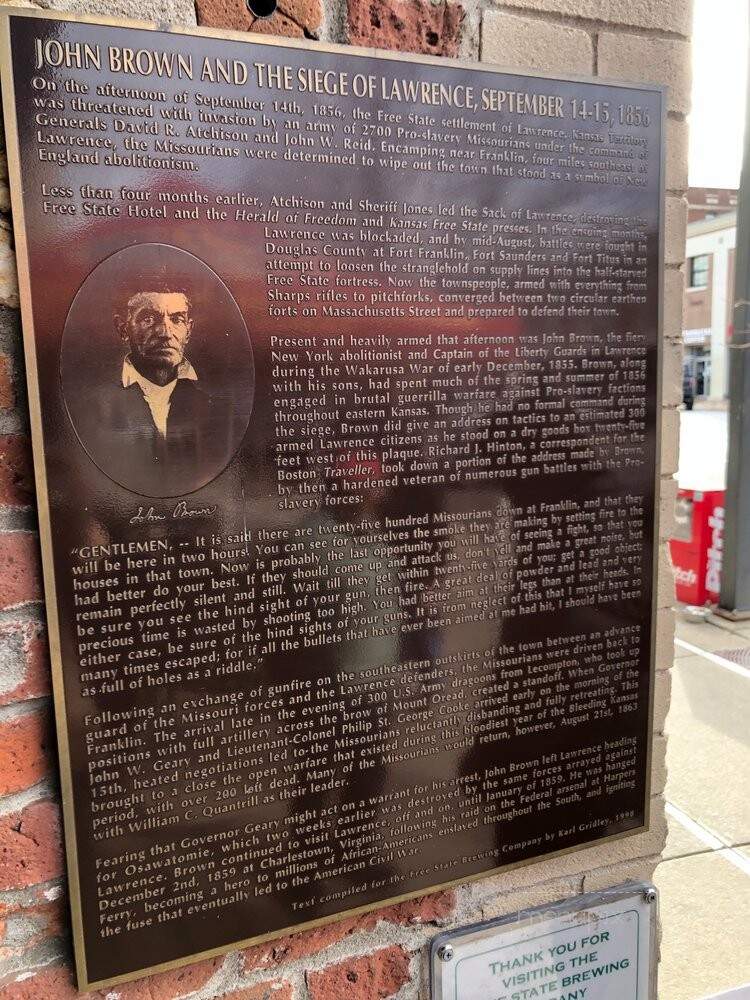 JOHN BROWN AND THE SIEGE OF LAWRENCE, SEPTEMBER 14-15, 1856
On the afternoon of September 14th, 1856, the Free State settlement of Lawrence, Kansas Territory
was threatened with invasion by an army of 2700 Pro-slavery Missourians under the command of
Generals David R. Atchison and John W. Reid. Encamping near Franklin, four miles southeast of
Lawrence, the Missourians were determined to wipe out the town that stood as a symbol of New
England abolitionism.
Less than four months earlier, Atchison and Sheriff Jones led the Sack of Lawrence, destroying the
Free State Hotel and the Herald of Freedom and Kansas Free State presses. In the ensuing months,
Lawrence was blockaded, and by mid-August, battles were fought in
Douglas County at Fort Franklin, Fort Saunders and Fort Titus in an
attempt to loosen the stranglehold on supply lines into the half-starved
Free State fortress. Now the townspeople, armed with everything from
Sharps rifles to pitchforks, converged between two circular earthen
forts on Massachusetts Street and prepared to defend their town.
Present and heavily armed that afternoon was John Brown, the fiery
New York abolitionist and Captain of the Liberty Guards in Lawrence
during the Wakarusa War of early December, 1855. Brown, along
with his sons, had spent much of the spring and summer of 1856
engaged in brutal guerrilla warfare against Pro-slavery factions
throughout eastern Kansas. Though he had no formal command during
the siege, Brown did give an address on tactics to an estimated 300
armed Lawrence citizens as he stood on a dry goods box twenty-five
feet west of this plaque. Richard J. Hinton, a correspondent for the
Boston Traveller, took down a portion of the address made by Brown,
by then a hardened veteran of numerous gun battles with the Pro-
slavery forces:
John Brown
"GENTLEMEN, -- It is said there are twenty-five hundred Missourians down at Franklin, and that they
will be here in two hours. You can see for yourselves the smoke they are making by setting fire to the
houses in that town. Now is probably the last opportunity you will have of seeing a fight, so that you
had better do your best. If they should come up and attack us, don't yell and make a great noise, but
remain perfectly silent and still. Wait till they get within twenty-five yards of you; get a good object;
be sure you see the hind sight of your gun, then fire. A great deal of powder and lead and very
precious time is wasted by shooting too high. You had better aim at their legs than at their heads. In
either case, be sure of the hind sights of your guns. It is from neglect of this that I myself have so
many times escaped; for if all the bullets that have ever been aimed at me had hit, I should have been
as full of holes as a riddle."
Following an exchange of gunfire on the southeastern outskirts of the town between an advance
guard of the Missouri forces and the Lawrence defenders, the Missourians were driven back to
Franklin. The arrival late in the evening of 300 U.S. Army dragoons from Lecompton, who took up
positions with full artillery across the brow of Mount Oread, created a standoff. When Governor
John W. Geary and Lieutenant-Colonel Philip St. George Cooke arrived early on the morning of the
15th, heated negotiations led to the Missourians reluctantly disbanding and fully retreating. This
brought to a close the open warfare that existed during this bloodiest year of the Bleeding Kansas
period, with over 200 left dead. Many of the Missourians would return, however, August 21st, 1863
with William C. Quantrill as their leader.
Fearing that Governor Geary might act on a warrant for his arrest, John Brown left Lawrence heading
for Osawatomie, which two weeks earlier was destroyed by the same forces arrayed against
Lawrence. Brown continued to visit Lawrence, off and on, until January of 1859. He was hanged
December 2nd, 1859 at Charlestown, Virginia, following his raid on the Federal arsenal at Harpers
Ferry, becoming a hero to millions of African-Americans enslaved throughout the South, and igniting
the fuse that eventually led to the American Civil War.
Text compiled for the Free State Brewing Company by Karl Gridley, 1998
THANK YOU FOR
VISITING THE
STATE BREWING